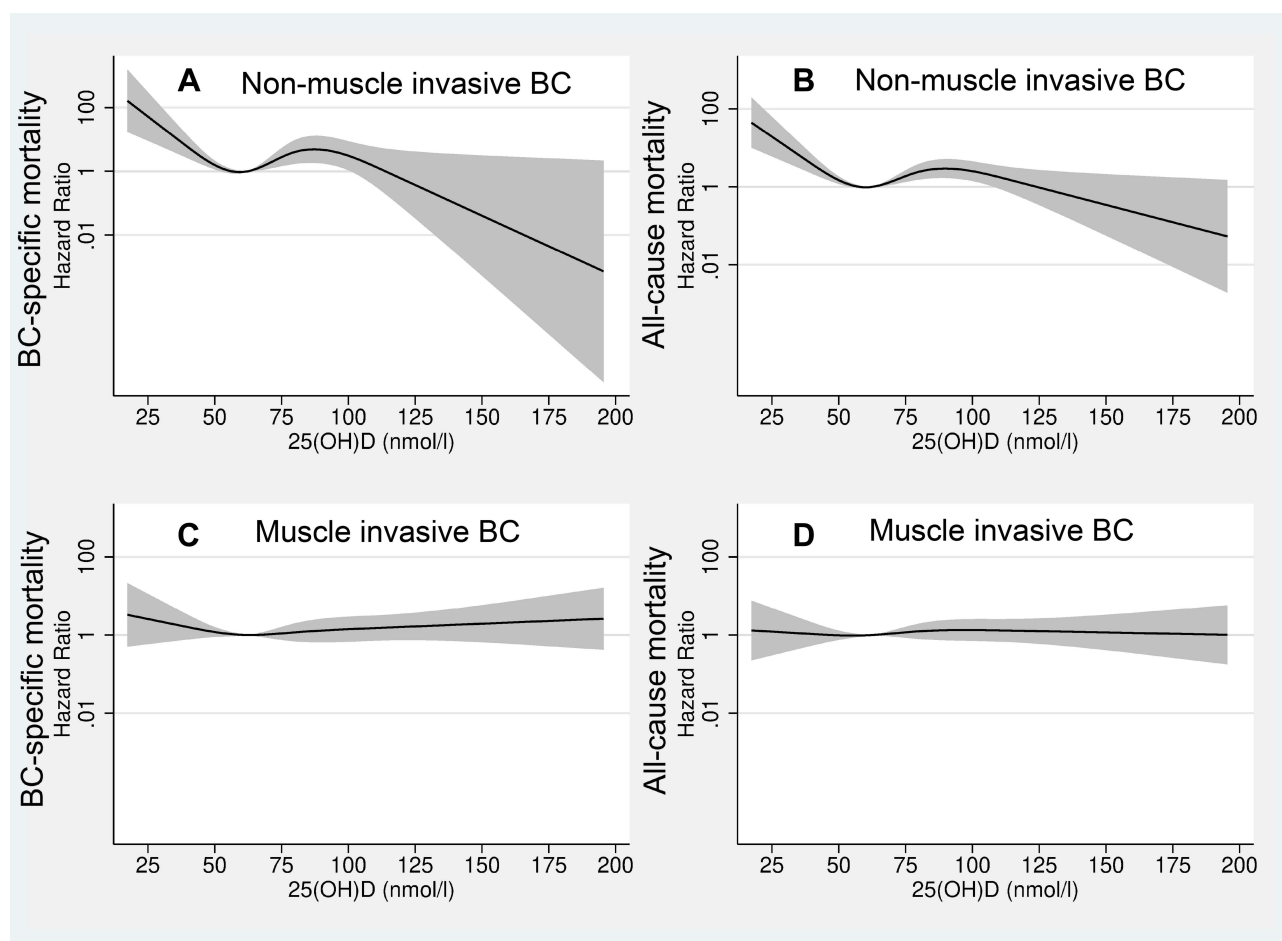 A Non-muscle invasive BC
BC-specific mortality
Hazard Ratio
100
1
.01
25 50 75 100 125 150 175 200
25(OH)D (nmol/l)
B Non-muscle invasive BC
All-cause mortality
Hazard Ratio
100
1
.01
25 50 75 100 125 150 175 200
25(OH)D (nmol/l)
C Muscle invasive BC
BC-specific mortality
Hazard Ratio
100
1
.01
25 50 75 100 125 150 175 200
25(OH)D (nmol/l)
D Muscle invasive BC
All-cause mortality
Hazard Ratio
100
1
.01
25 50 75 100 125 150 175 200
25(OH)D (nmol/l)